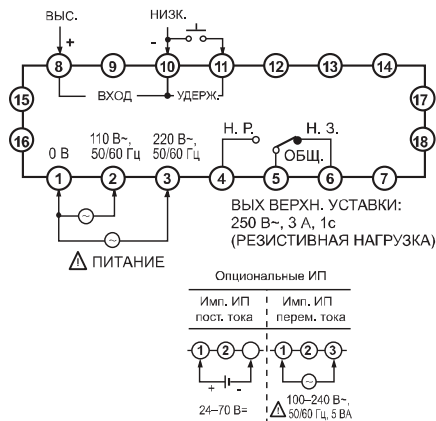 ВЫС. НИЗК.
+ -
8 9 10 11 12 13 14
15 ВХОД УДЕРЖ. 17
16 18
0 В 110 В~, 50/60 Гц 220 В~, 50/60 Гц Н. Р. ОБЩ. Н. З.
1 2 3 4 5 6 7
ВЫХ ВЕРХН. УСТАВКИ:
250 В~, 3 А, 1с
(РЕЗИСТИВНАЯ НАГРУЗКА)
⚠ ПИТАНИЕ
Опциональные ИП
Имп. ИП пост. тока
1 2
+ -
24–70 В=
Имп. ИП перем. тока
1 2 3
⚠ 100–240 В~,
50/60 Гц, 5 ВА